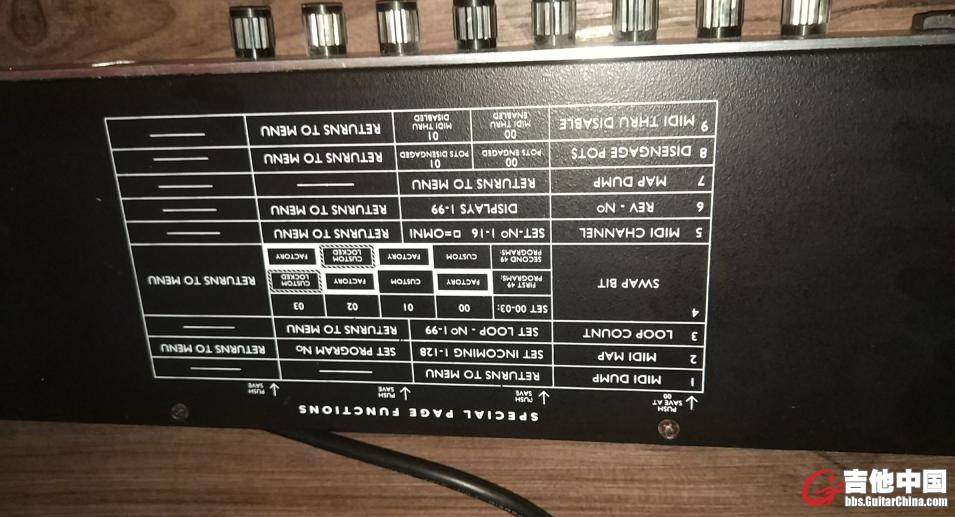 SPECIAL PAGE FUNCTIONS
PUSH SAVE AT 00
PUSH SAVE
PUSH SAVE
PUSH SAVE
1 MIDI DUMP RETURNS TO MENU
2 MIDI MAP SET INCOMING 1-128 SET PROGRAM No RETURNS TO MENU
3 LOOP COUNT SET LOOP - No 1-99 RETURNS TO MENU
4 SWAP BIT SET 00-03: 00 01 02 03 RETURNS TO MENU
FIRST 49 PROGRAMS: FACTORY CUSTOM FACTORY CUSTOM LOCKED
SECOND 49 PROGRAMS: CUSTOM FACTORY CUSTOM LOCKED FACTORY
5 MIDI CHANNEL SET-No 1-16 □=OMNI RETURNS TO MENU
6 REV - No DISPLAYS 1-99 RETURNS TO MENU
7 MAP DUMP RETURNS TO MENU
8 DISENGAGE POTS 00 POTS ENGAGED 01 POTS DISENGAGED RETURNS TO MENU
9 MIDI THRU DISABLE 00 MIDI THRU ENABLED 01 MIDI THRU DISABLED RETURNS TO MENU
吉他中国
bbs.GuitarChina.com